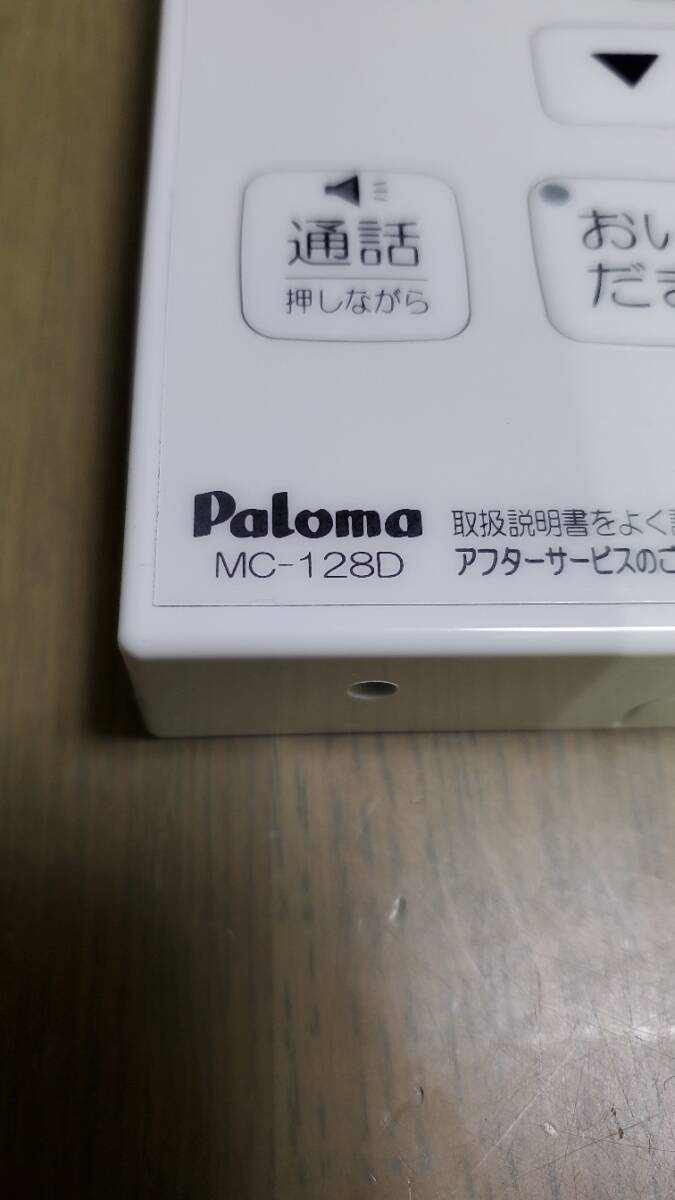 ▼
通話
押しながら
おい
だき
Paloma 取扱説明書をよく
MC-128D アフターサービスのご